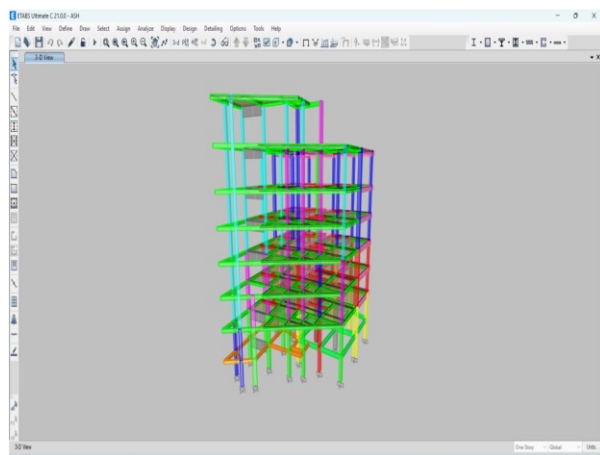 ETABS Ultimate C 21.0.0 - ASH
File Edit View Define Draw Select Assign Analyze Display Design Detailing Options Tools Help
3-D View
3-D View One Story Global Units...